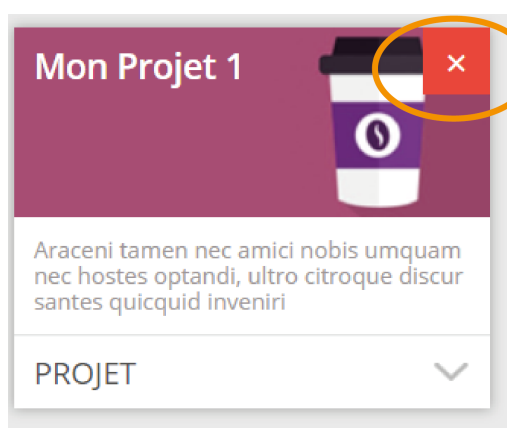 Mon Projet 1
×
Araceni tamen nec amici nobis umquam
nec hostes optandi, ultro citroque discur
santes quicquid inveniri
PROJET